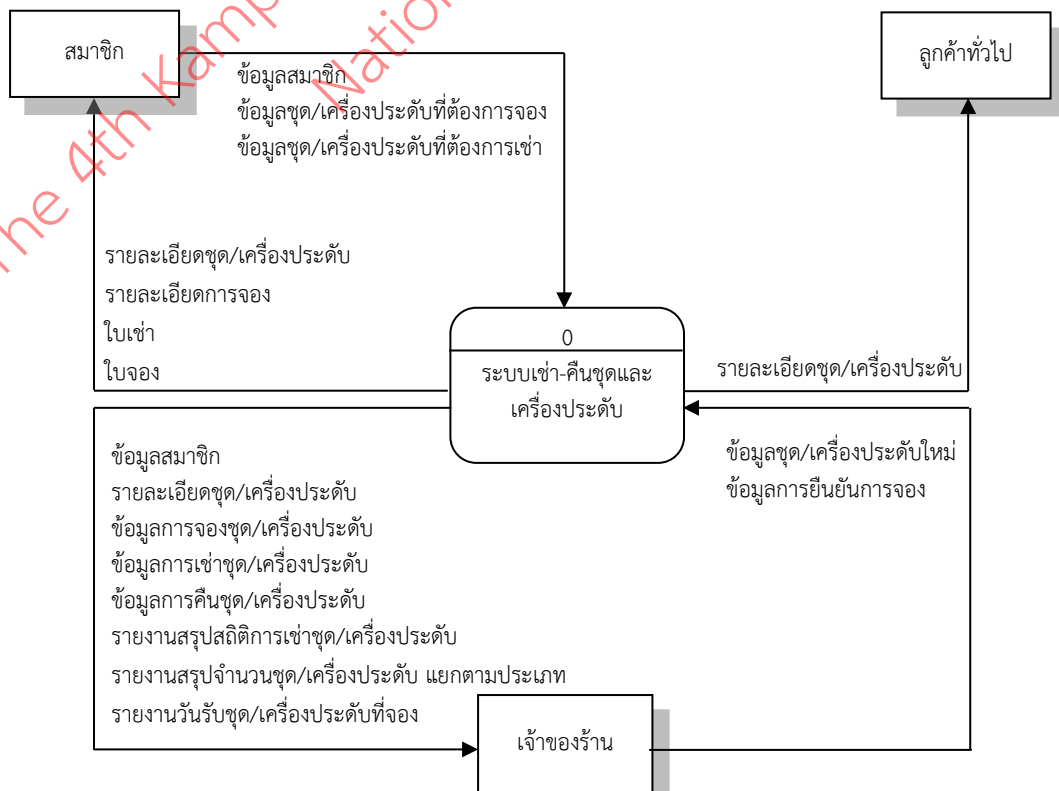 สมาชิก
ลูกค้าทั่วไป
ข้อมูลสมาชิก
ข้อมูลชุด/เครื่องประดับที่ต้องการจอง
ข้อมูลชุด/เครื่องประดับที่ต้องการเช่า
The 4th Kamp
Nation
รายละเอียดชุด/เครื่องประดับ
รายละเอียดการจอง
ใบเช่า
ใบจอง
0
ระบบเช่า-คืนชุดและ
เครื่องประดับ
รายละเอียดชุด/เครื่องประดับ
ข้อมูลสมาชิก
รายละเอียดชุด/เครื่องประดับ
ข้อมูลการจองชุด/เครื่องประดับ
ข้อมูลการเช่าชุด/เครื่องประดับ
ข้อมูลการคืนชุด/เครื่องประดับ
รายงานสรุปสถิติการเช่าชุด/เครื่องประดับ
รายงานสรุปจำนวนชุด/เครื่องประดับ แยกตามประเภท
รายงานวันรับชุด/เครื่องประดับที่จอง
ข้อมูลชุด/เครื่องประดับใหม่
ข้อมูลการยืนยันการจอง
เจ้าของร้าน